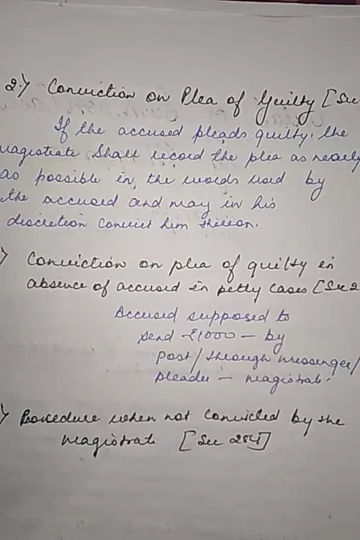 2:) Conviction on Plea of Guilty [Sec
If the accused pleads guilty, the
magistrate shall record the plea as nearly
as possible in, the words used by
the accused and may in his
discretion convict him thereon.
) Conviction on plea of guilty in
absence of accused in petty cases [Sec 2
Accused supposed to
send ₹1000 – by
post/through messenger/
pleader – magistrate.
) Procedure when not convicted by the
magistrate [Sec 254]